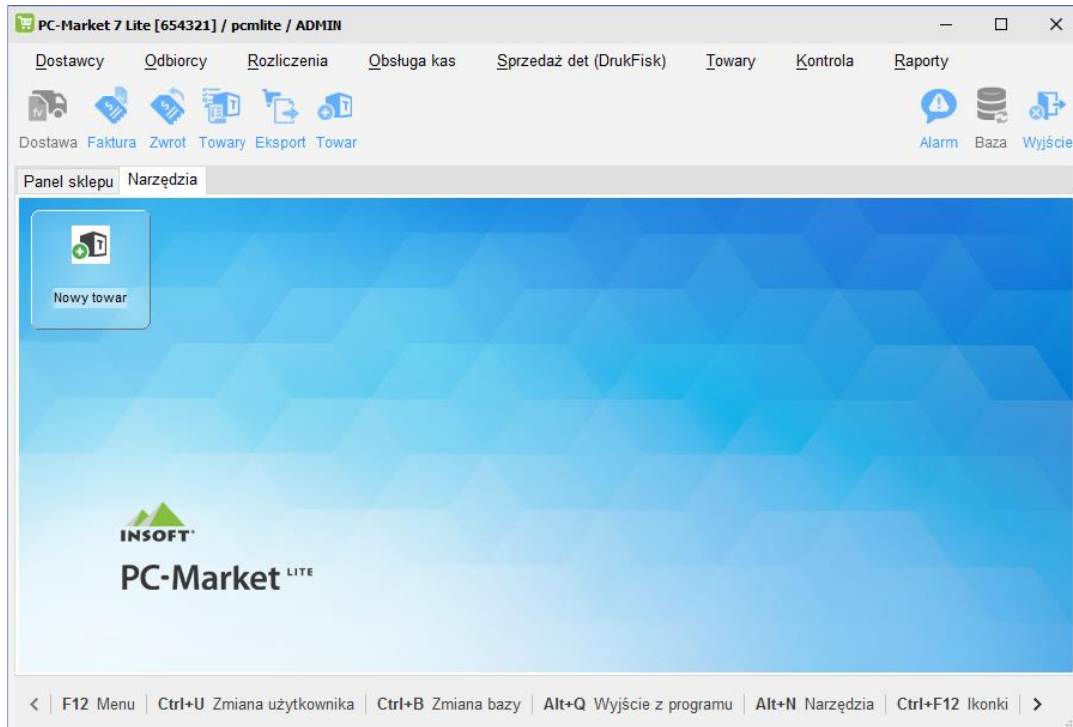 PC-Market 7 Lite [654321] / pcmlite / ADMIN
Dostawcy Odbiorcy Rozliczenia Obsługa kas Sprzedaż det (DrukFisk) Towary Kontrola Raporty
Dostawa Faktura Zwrot Towary Eksport Towar Alarm Baza Wyjście
Panel sklepu Narzędzia
Nowy towar
INSOFT
PC-Market LITE
F12 Menu Ctrl+U Zmiana użytkownika Ctrl+B Zmiana bazy Alt+Q Wyjście z programu Alt+N Narzędzia Ctrl+F12 Ikonki